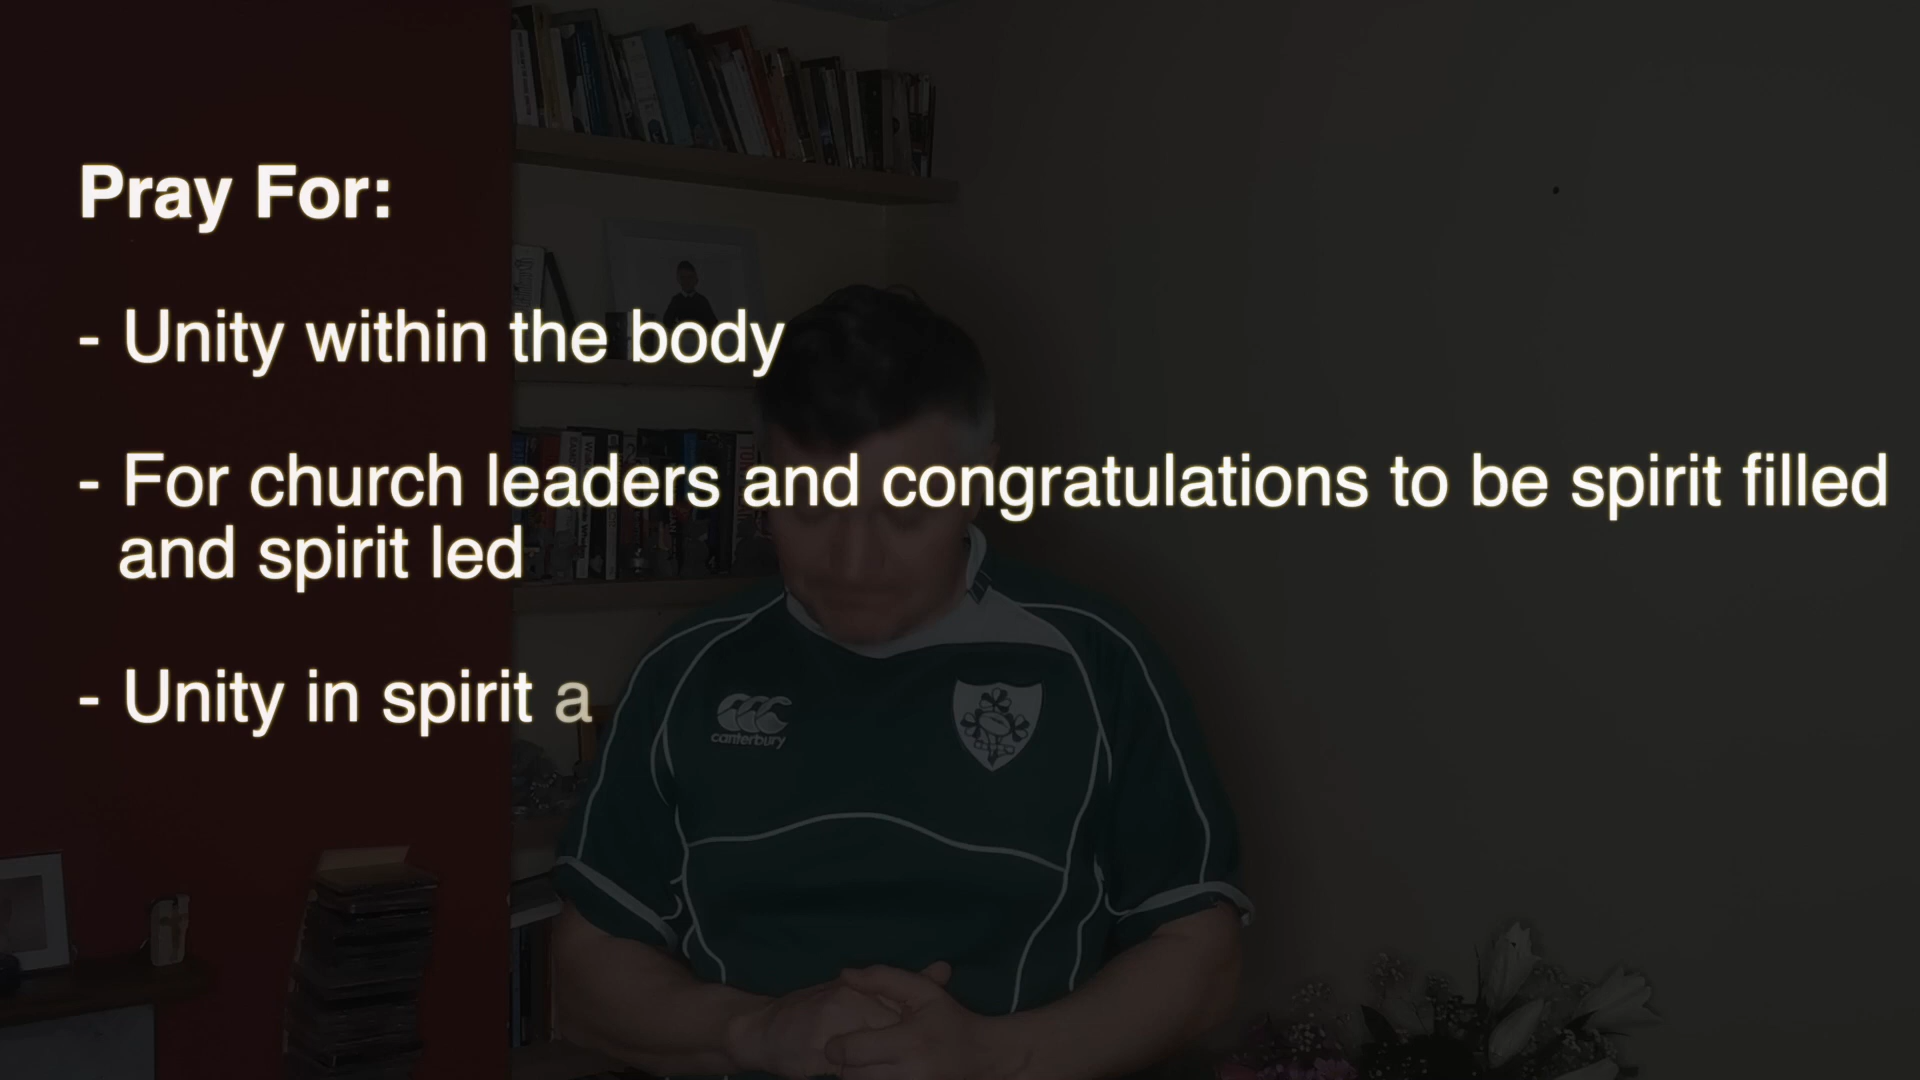 Pray For:
- Unity within the body
- For church leaders and congratulations to be spirit filled
and spirit led
- Unity in spirit a
canterbury